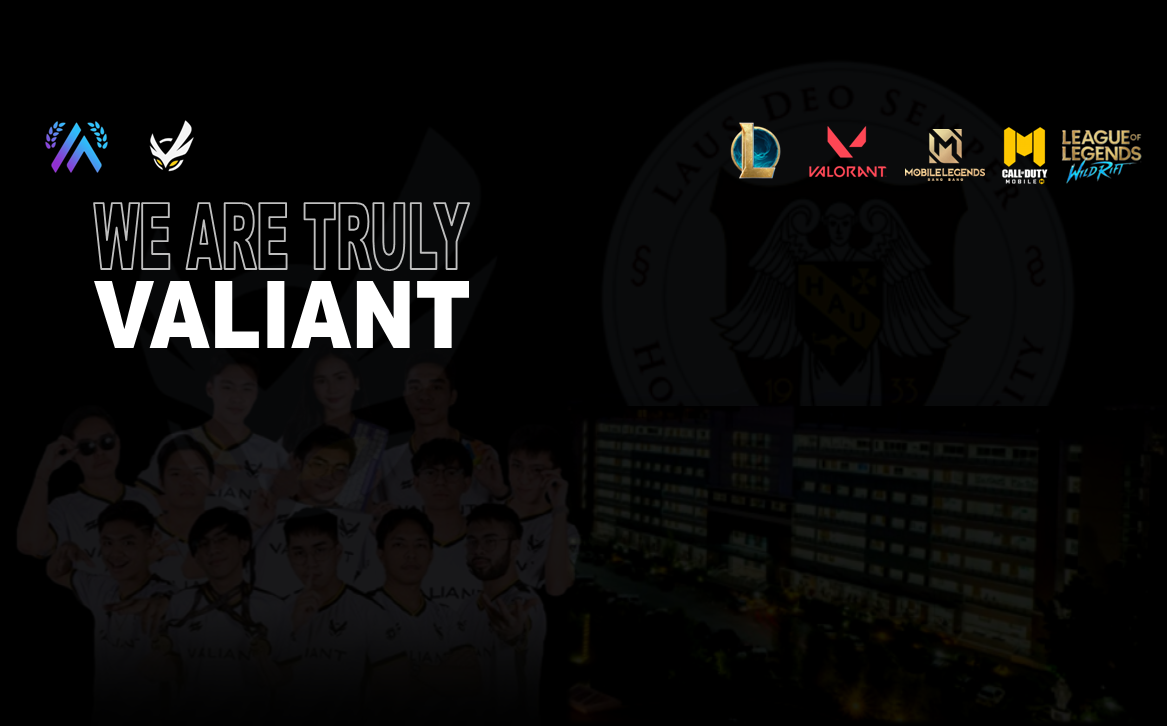 WE ARE TRULY
VALIANT
VALORANT
MOBILE LEGENDS
BANG BANG
CALL OF DUTY
MOBILE
LEAGUE OF
LEGENDS
WILD RIFT
LAUS DEO SEMPER
HAU
19 33
VALIANT